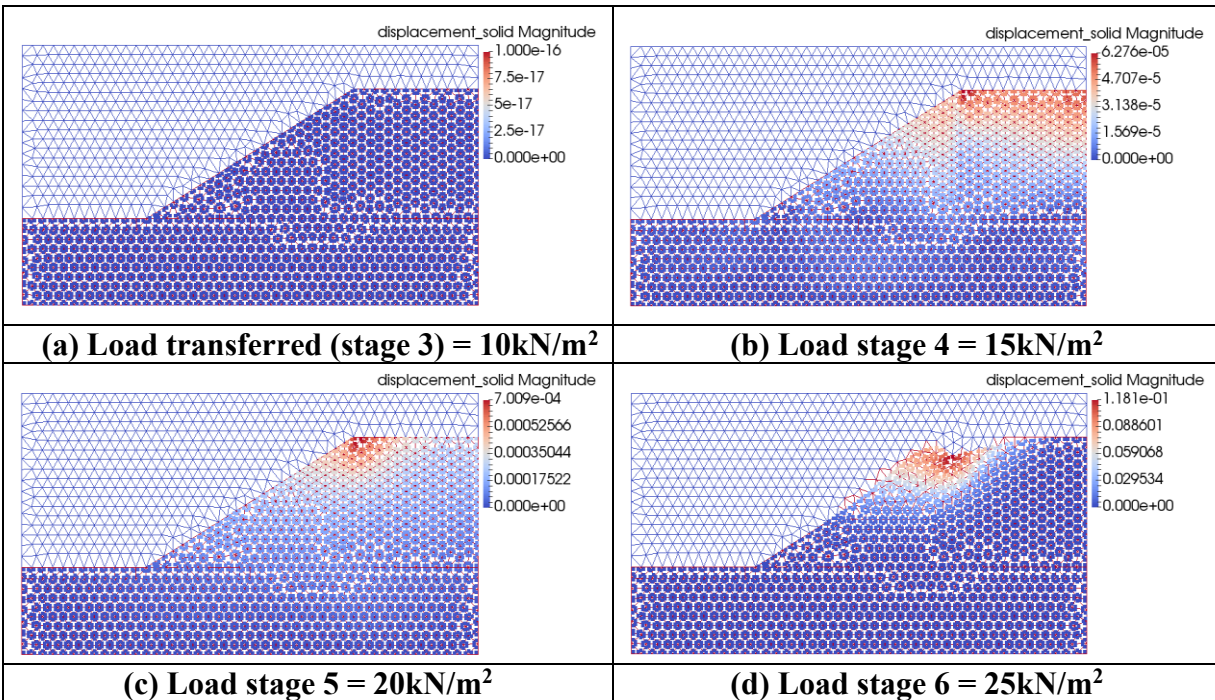 displacement_solid Magnitude
1.000e-16
7.5e-17
5e-17
2.5e-17
0.000e+00
(a) Load transferred (stage 3) = 10kN/m²
displacement_solid Magnitude
6.276e-05
4.707e-5
3.138e-5
1.569e-5
0.000e+00
(b) Load stage 4 = 15kN/m²
displacement_solid Magnitude
7.009e-04
0.00052566
0.00035044
0.00017522
0.000e+00
(c) Load stage 5 = 20kN/m²
displacement_solid Magnitude
1.181e-01
0.088601
0.059068
0.029534
0.000e+00
(d) Load stage 6 = 25kN/m²